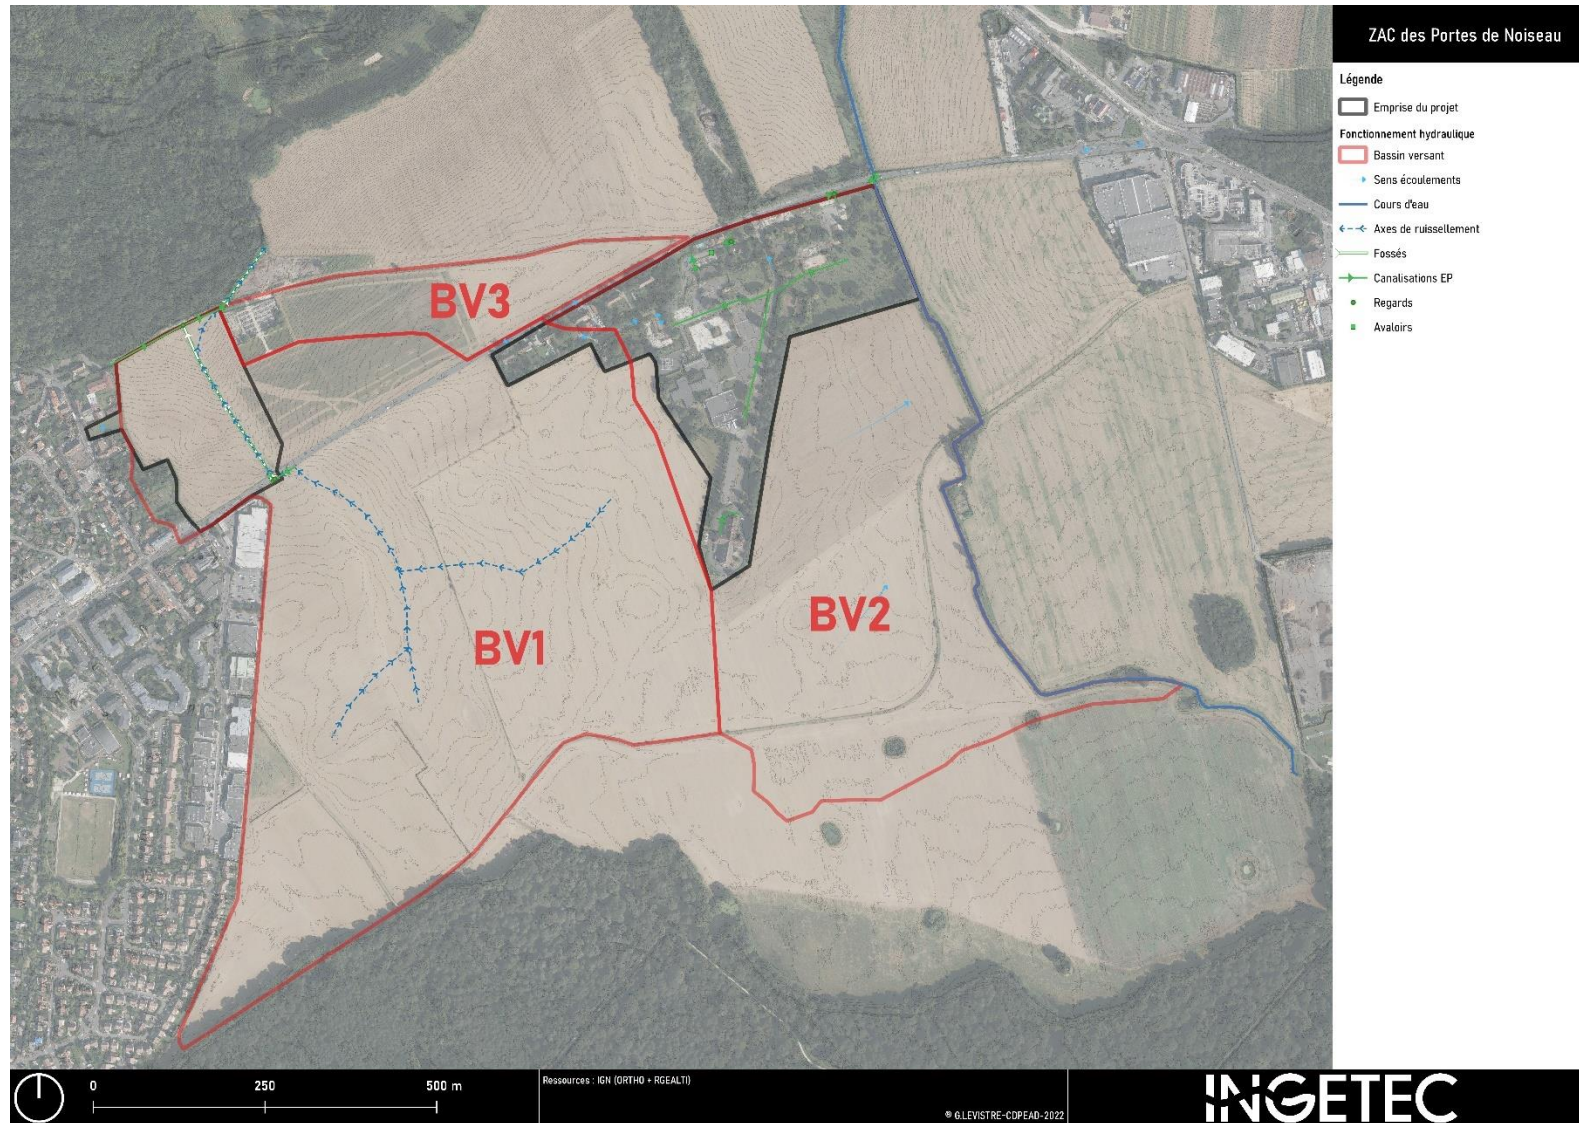 ZAC des Portes de Noiseau
Légende
Emprise du projet
Fonctionnement hydraulique
Bassin versant
Sens écoulements
Cours d'eau
Axes de ruissellement
Fossés
Canalisations EP
Regards
Avaloirs
BV3
BV1
BV2
0 250 500 m
Ressources : IGN (ORTHO + RGEALTI)
© G.LEVISTRE-COPEAD-2022
INGETEC